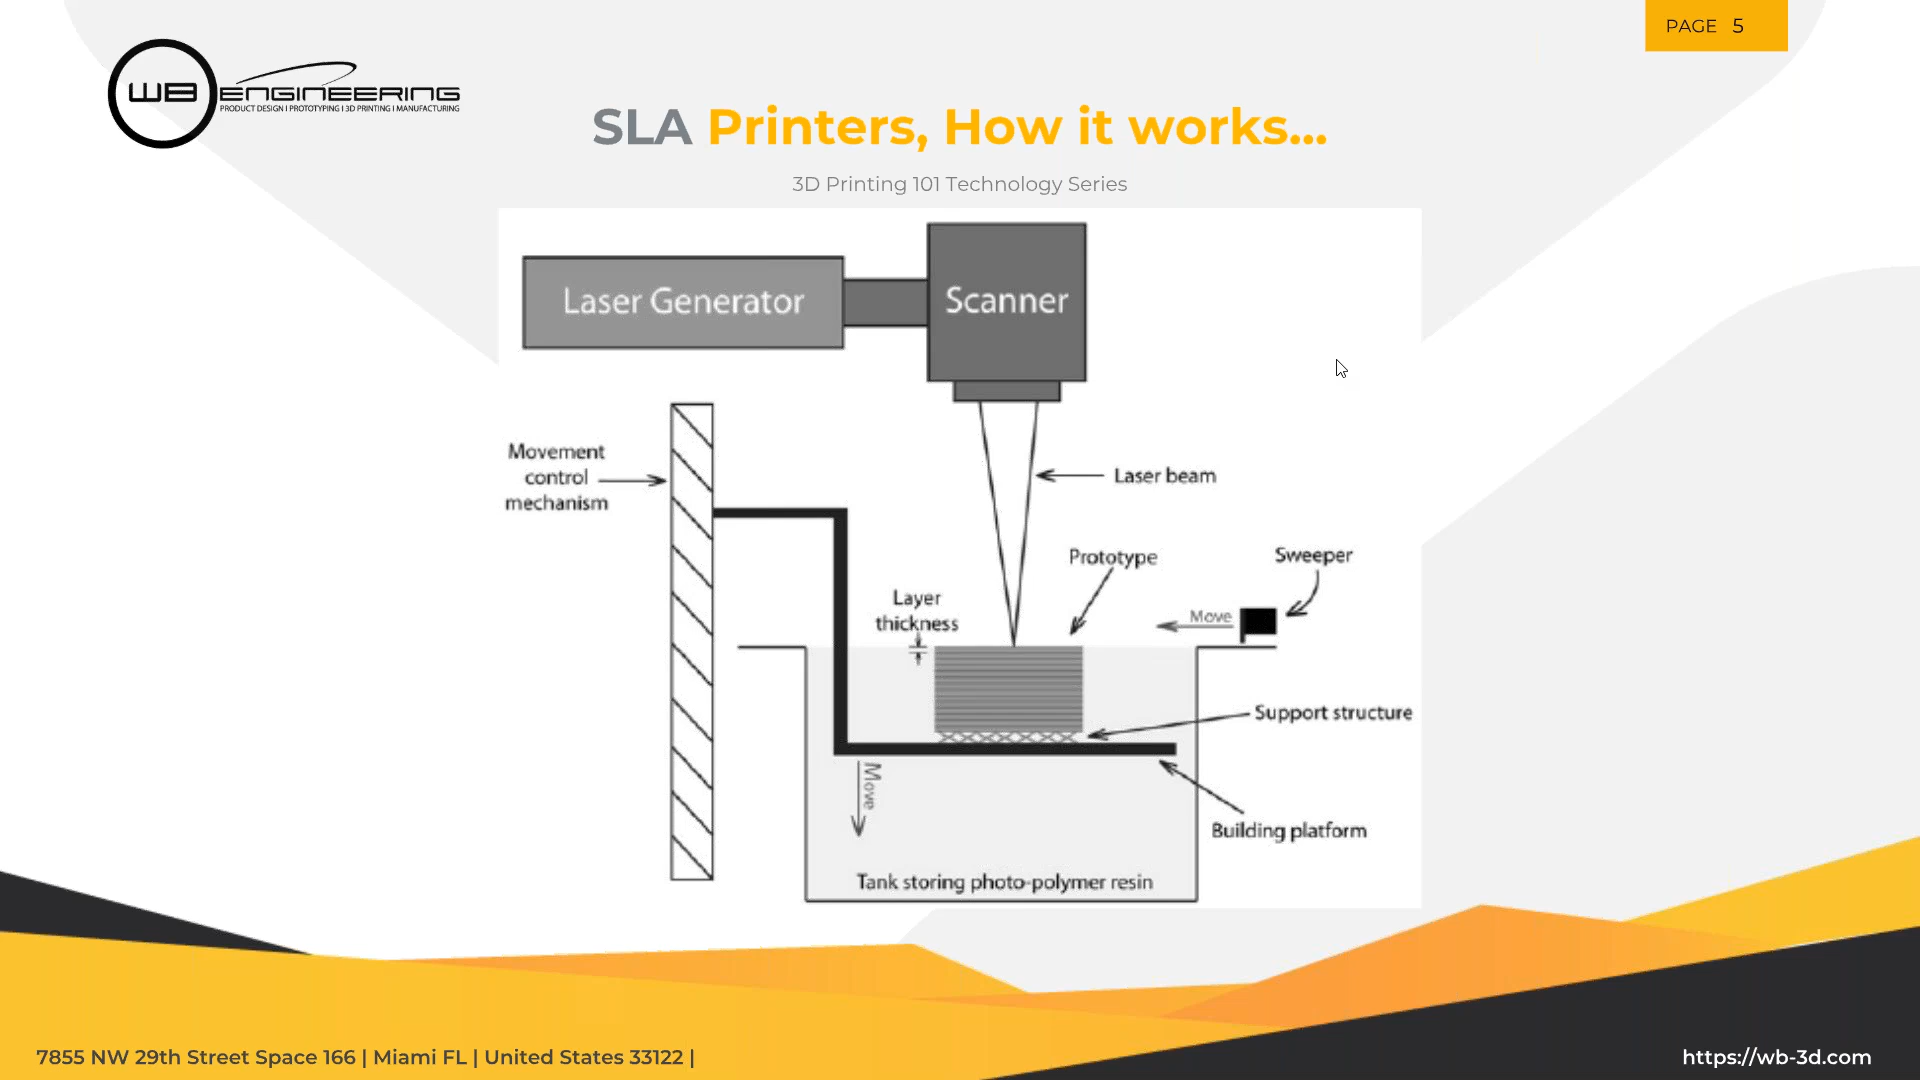 PAGE 5
WB ENGINEERING
PRODUCT DESIGN | PROTOTYPING | 3D PRINTING | MANUFACTURING
SLA Printers, How it works...
3D Printing 101 Technology Series
Laser Generator
Scanner
Movement
control
mechanism
Laser beam
Prototype
Sweeper
Layer
thickness
Move
Support structure
Move
Building platform
Tank storing photo-polymer resin
7855 NW 29th Street Space 166 | Miami FL | United States 33122 |
https://wb-3d.com